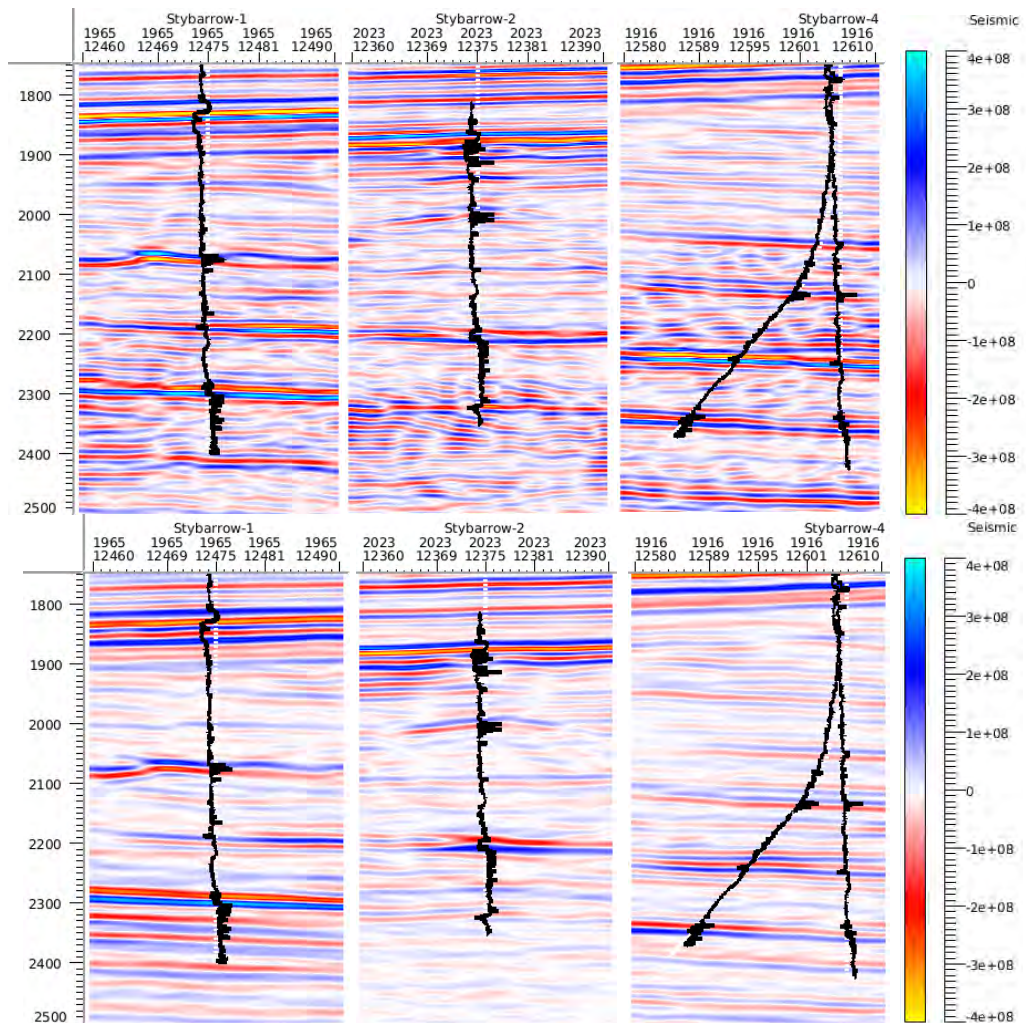 Stybarrow-1 Stybarrow-2 Stybarrow-4 Seismic
1965 1965 1965 1965 1965 2023 2023 2023 2023 2023 1916 1916 1916 1916 1916
12460 12469 12475 12481 12490 12360 12369 12375 12381 12390 12580 12589 12595 12601 12610
4e+08
1800
3e+08
1900
2e+08
2000
1e+08
2100
0
2200
-1e+08
2300
-2e+08
2400
-3e+08
2500
-4e+08
Stybarrow-1 Stybarrow-2 Stybarrow-4 Seismic
1965 1965 1965 1965 1965 2023 2023 2023 2023 2023 1916 1916 1916 1916 1916
12460 12469 12475 12481 12490 12360 12369 12375 12381 12390 12580 12589 12595 12601 12610
4e+08
1800
3e+08
1900
2e+08
2000
1e+08
2100
0
2200
-1e+08
2300
-2e+08
2400
-3e+08
2500
-4e+08